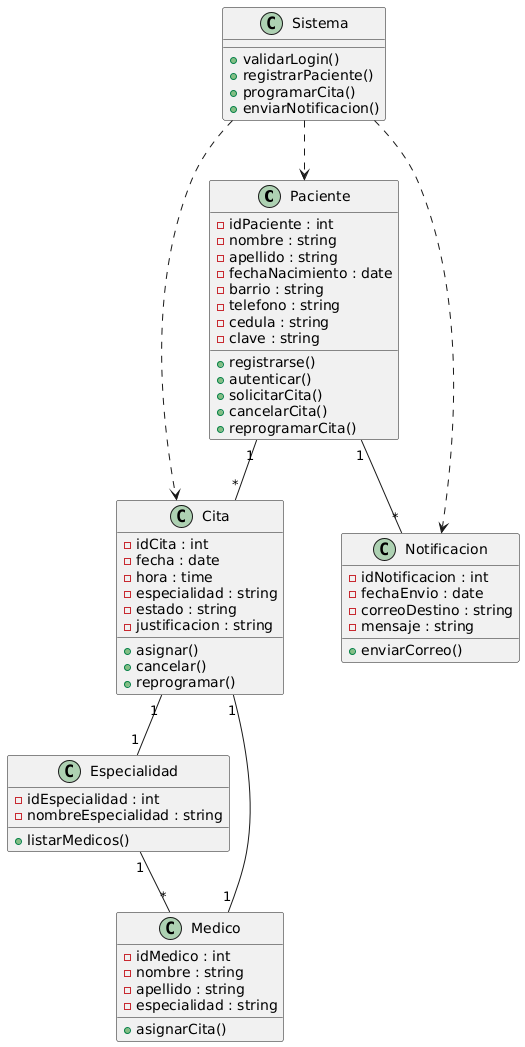 C Sistema
validarLogin()
registrarPaciente()
programarCita()
enviarNotificacion()
C Paciente
idPaciente : int
nombre : string
apellido : string
fechaNacimiento : date
barrio : string
telefono : string
cedula : string
clave : string
registrarse()
autenticar()
solicitarCita()
cancelarCita()
reprogramarCita()
1
1
*
*
C Cita
idCita : int
fecha : date
hora : time
especialidad : string
estado : string
justificacion : string
asignar()
cancelar()
reprogramar()
C Notificacion
idNotificacion : int
fechaEnvio : date
correoDestino : string
mensaje : string
enviarCorreo()
1
1
1
C Especialidad
idEspecialidad : int
nombreEspecialidad : string
listarMedicos()
1
*
1
C Medico
idMedico : int
nombre : string
apellido : string
especialidad : string
asignarCita()